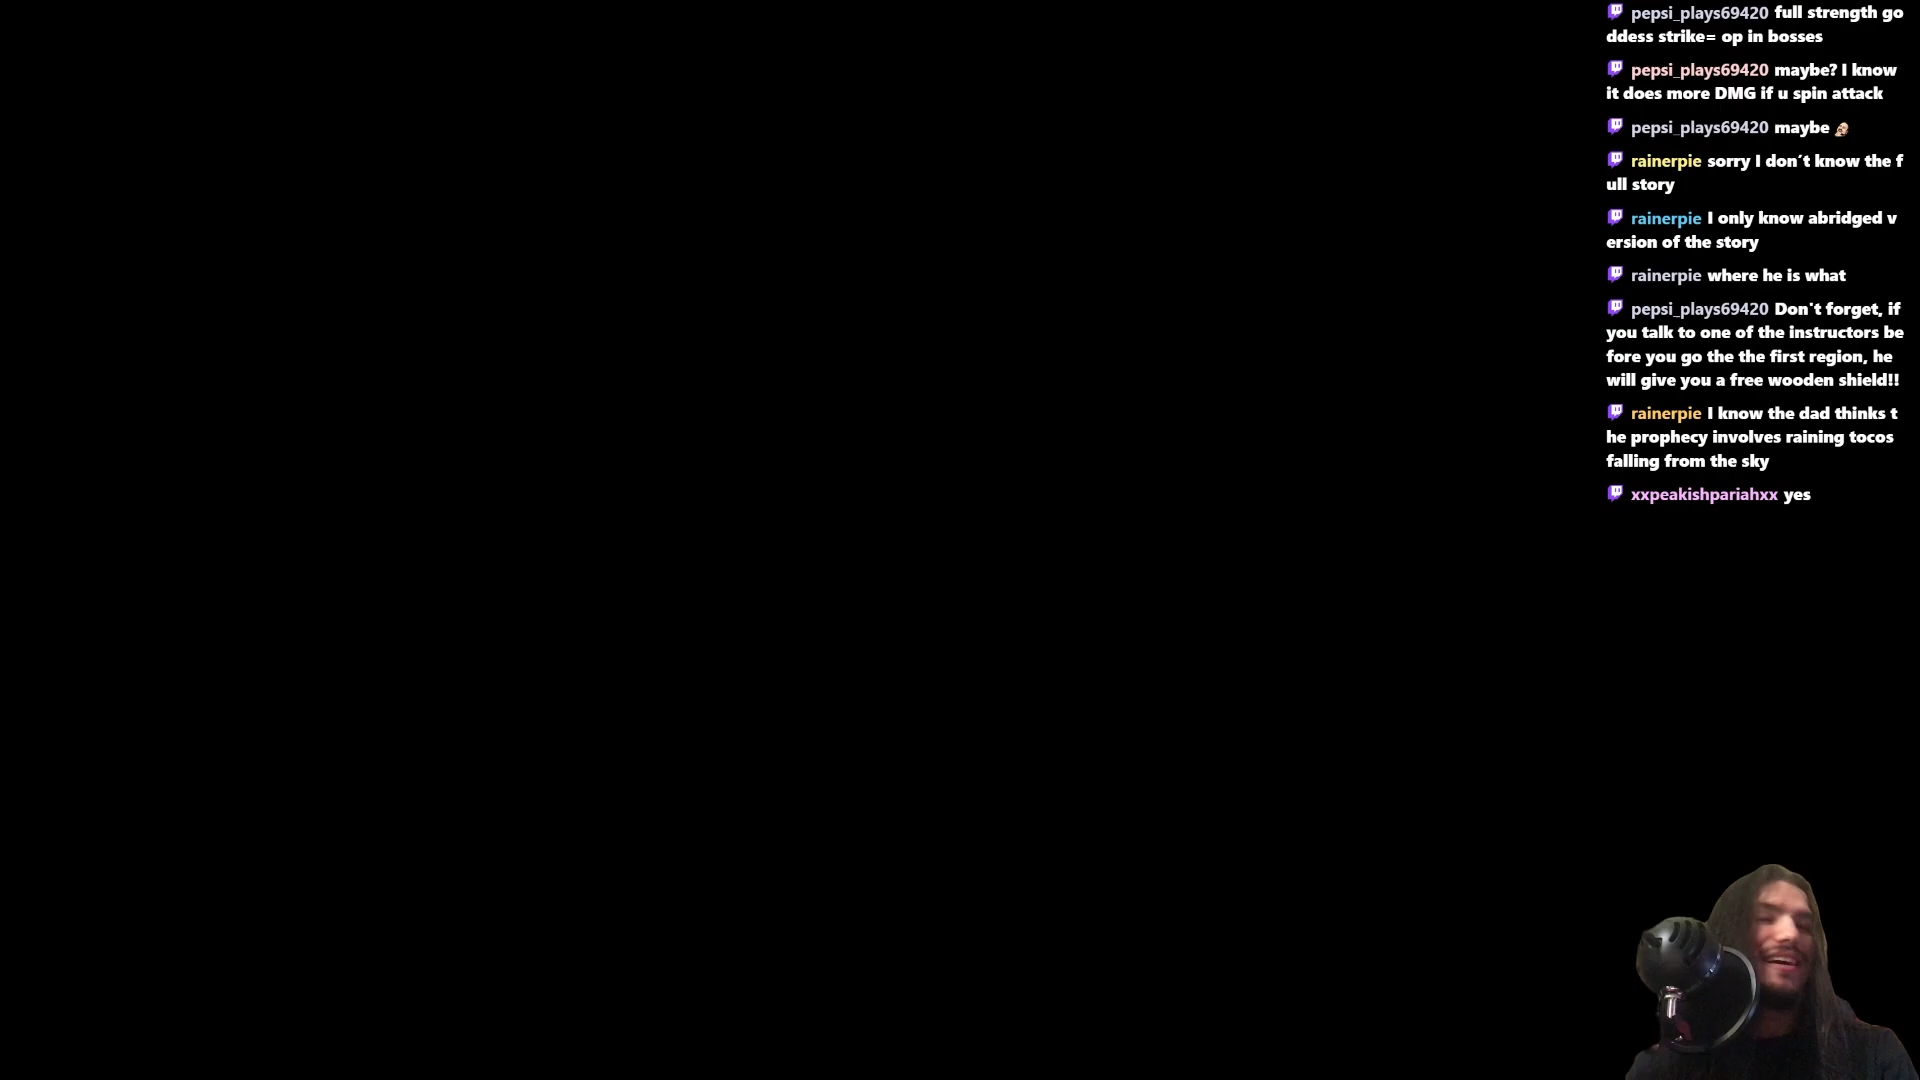 pepsi_plays69420 full strength go
ddess strike= op in bosses
pepsi_plays69420 maybe? I know
it does more DMG if u spin attack
pepsi_plays69420 maybe
rainerpie sorry I don´t know the f
ull story
rainerpie I only know abridged v
ersion of the story
rainerpie where he is what
pepsi_plays69420 Don't forget, if
you talk to one of the instructors be
fore you go the the first region, he
will give you a free wooden shield!!
rainerpie I know the dad thinks t
he prophecy involves raining tocos
falling from the sky
xxpeakishpariahxx yes